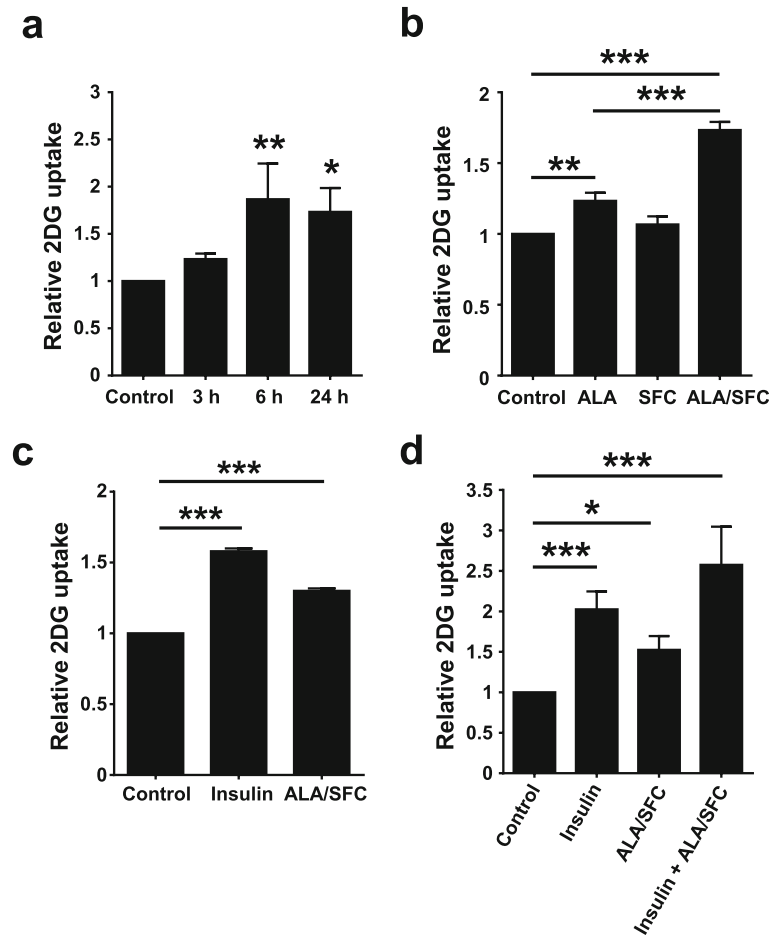 a
Relative 2DG uptake
3
2.5
2
1.5
1
0.5
0
**
*
Control 3 h 6 h 24 h
b
Relative 2DG uptake
2
1.5
1
0.5
0
***
***
**
Control ALA SFC ALA/SFC
c
Relative 2DG uptake
2
1.5
1
0.5
0
***
***
Control Insulin ALA/SFC
d
Relative 2DG uptake
3.5
3
2.5
2
1.5
1
0.5
0
***
*
***
Control
Insulin
ALA/SFC
Insulin + ALA/SFC